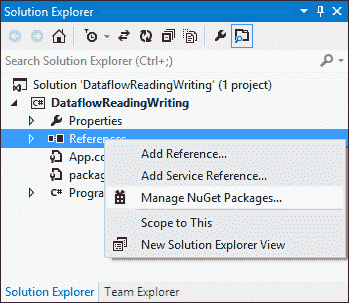 Solution Explorer
Search Solution Explorer (Ctrl+;)
Solution 'DataflowReadingWriting' (1 project)
C# DataflowReadingWriting
Properties
References
App.co
packa
C# Progra
Add Reference...
Add Service Reference...
Manage NuGet Packages...
Scope to This
New Solution Explorer View
Solution Explorer Team Explorer